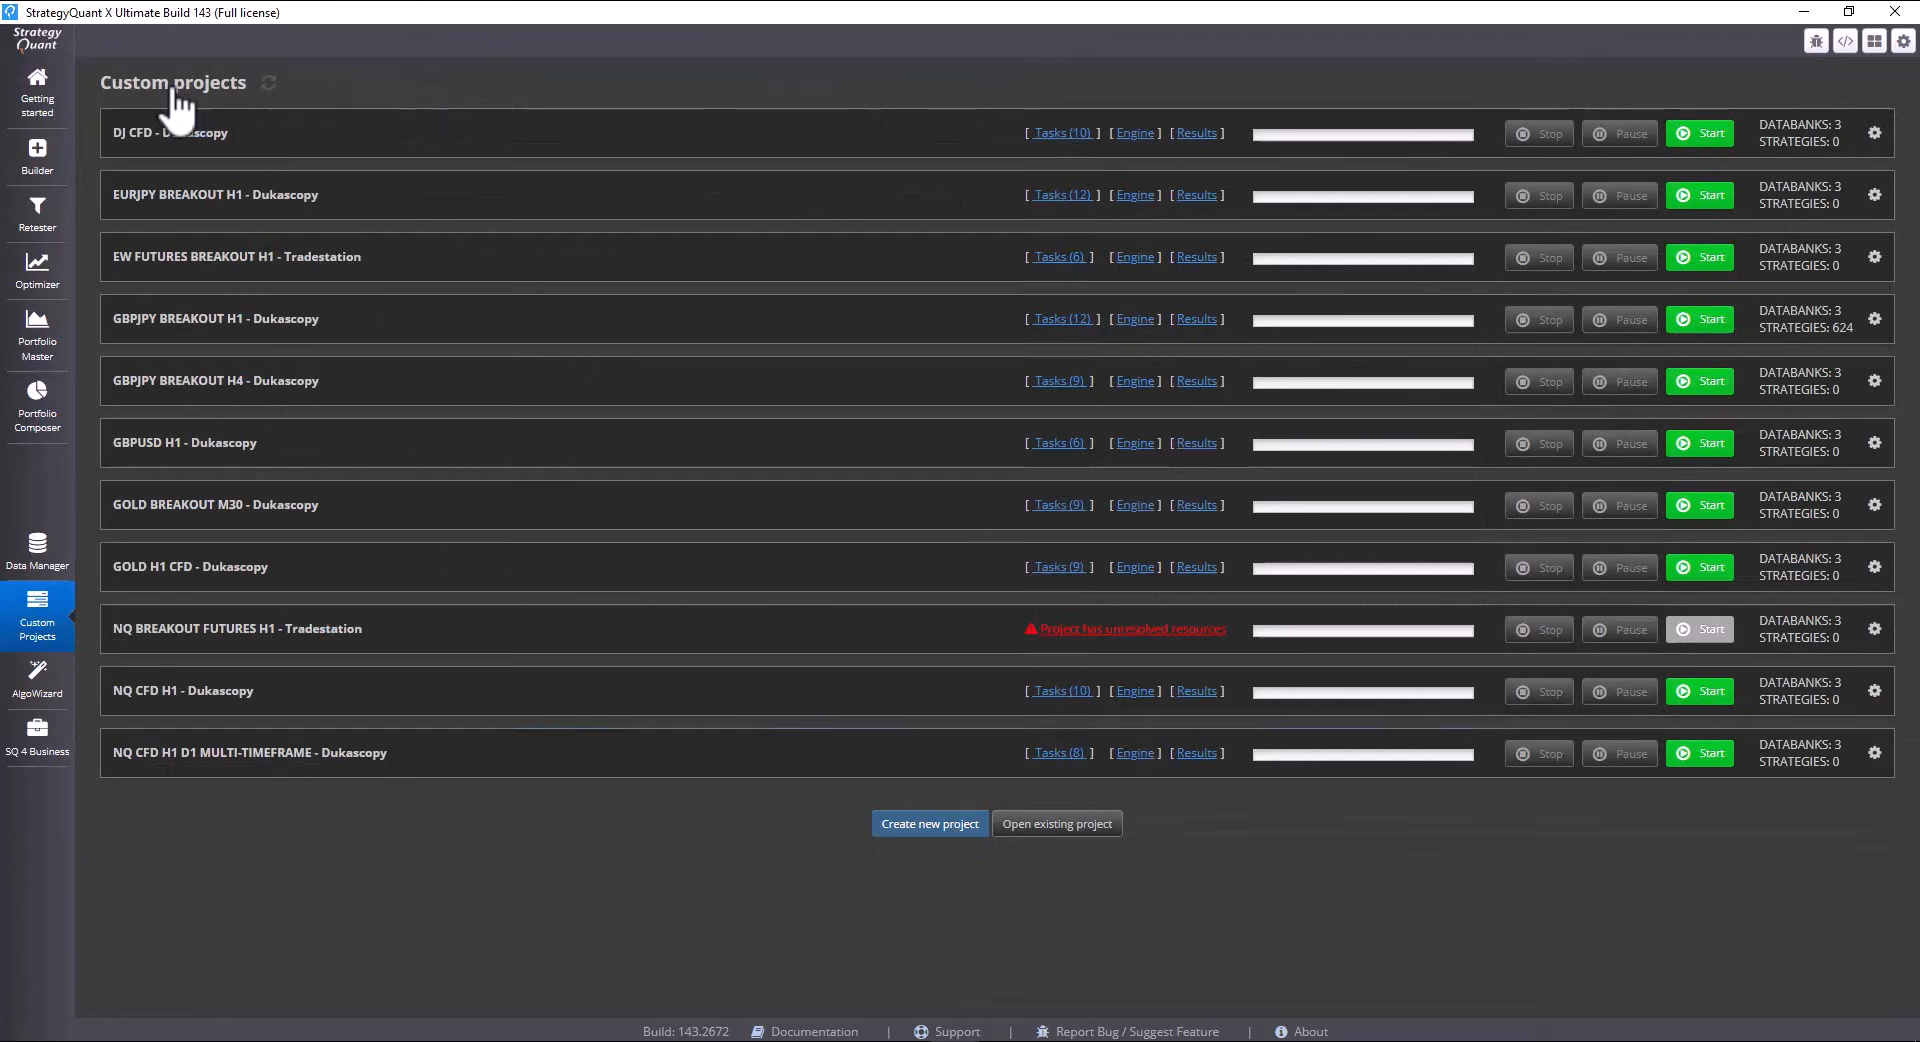 StrategyQuant X Ultimate Build 143 (Full license)
Strategy
Quant
Getting
started
Builder
Retester
Optimizer
Portfolio
Master
Portfolio
Composer
Data Manager
Custom
Projects
AlgoWizard
SQ 4 Business
Custom projects
DJ CFD - Dukascopy [ Tasks (10) ] [ Engine ] [ Results ] Stop Pause Start DATABANKS: 3
STRATEGIES: 0
EURJPY BREAKOUT H1 - Dukascopy [ Tasks (12) ] [ Engine ] [ Results ] Stop Pause Start DATABANKS: 3
STRATEGIES: 0
EW FUTURES BREAKOUT H1 - Tradestation [ Tasks (6) ] [ Engine ] [ Results ] Stop Pause Start DATABANKS: 3
STRATEGIES: 0
GBPJPY BREAKOUT H1 - Dukascopy [ Tasks (12) ] [ Engine ] [ Results ] Stop Pause Start DATABANKS: 3
STRATEGIES: 624
GBPJPY BREAKOUT H4 - Dukascopy [ Tasks (9) ] [ Engine ] [ Results ] Stop Pause Start DATABANKS: 3
STRATEGIES: 0
GBPUSD H1 - Dukascopy [ Tasks (6) ] [ Engine ] [ Results ] Stop Pause Start DATABANKS: 3
STRATEGIES: 0
GOLD BREAKOUT M30 - Dukascopy [ Tasks (9) ] [ Engine ] [ Results ] Stop Pause Start DATABANKS: 3
STRATEGIES: 0
GOLD H1 CFD - Dukascopy [ Tasks (9) ] [ Engine ] [ Results ] Stop Pause Start DATABANKS: 3
STRATEGIES: 0
NQ BREAKOUT FUTURES H1 - Tradestation Project has unresolved resources Stop Pause Start DATABANKS: 3
STRATEGIES: 0
NQ CFD H1 - Dukascopy [ Tasks (10) ] [ Engine ] [ Results ] Stop Pause Start DATABANKS: 3
STRATEGIES: 0
NQ CFD H1 D1 MULTI-TIMEFRAME - Dukascopy [ Tasks (8) ] [ Engine ] [ Results ] Stop Pause Start DATABANKS: 3
STRATEGIES: 0
Create new project Open existing project
Build: 143.2672 Documentation | Support | Report Bug / Suggest Feature | About